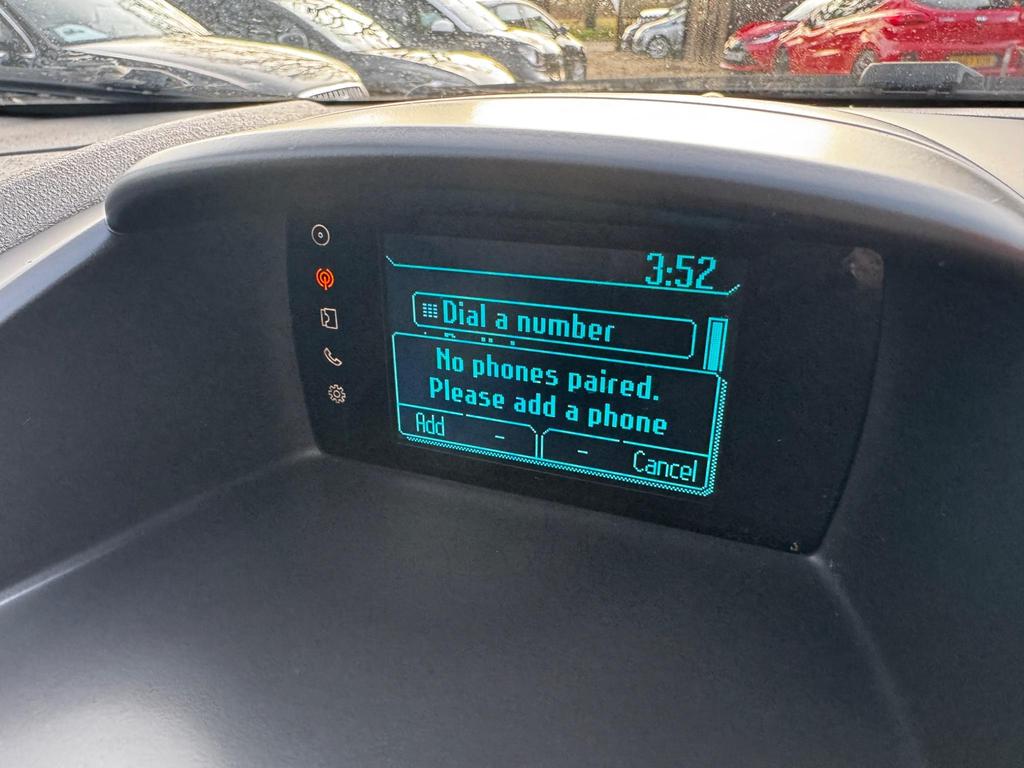 3:52
Dial a number
No phones paired.
Please add a phone
Add
Cancel